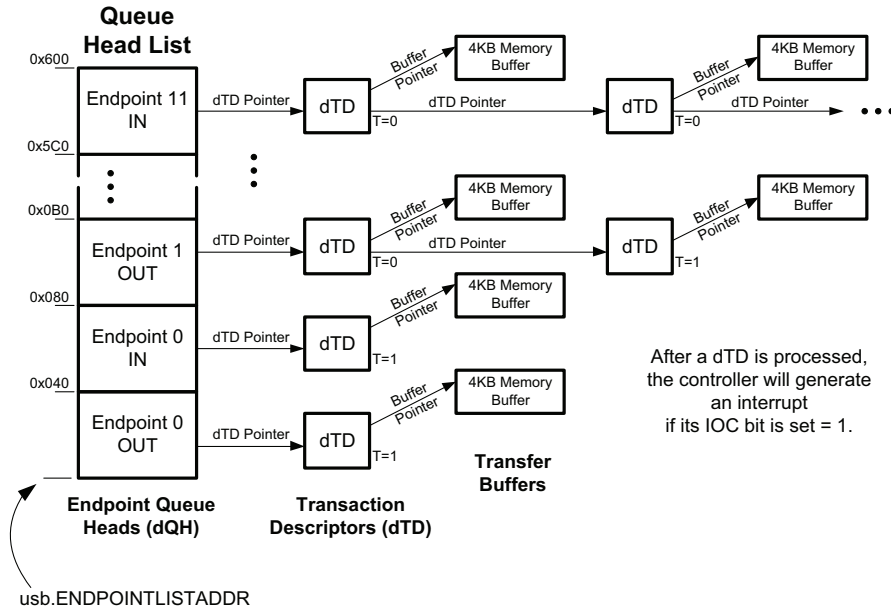 Queue
Head List
0x600
Endpoint 11
IN
dTD Pointer
dTD
T=0
Buffer
Pointer
4KB Memory
Buffer
dTD Pointer
dTD
T=0
Buffer
Pointer
4KB Memory
Buffer
dTD Pointer
0x5C0
0x0B0
Endpoint 1
OUT
dTD Pointer
dTD
T=0
Buffer
Pointer
4KB Memory
Buffer
dTD Pointer
dTD
T=1
Buffer
Pointer
4KB Memory
Buffer
0x080
Endpoint 0
IN
dTD Pointer
dTD
T=1
Buffer
Pointer
4KB Memory
Buffer
0x040
Endpoint 0
OUT
dTD Pointer
dTD
T=1
Buffer
Pointer
4KB Memory
Buffer
After a dTD is processed,
the controller will generate
an interrupt
if its IOC bit is set = 1.
Endpoint Queue
Heads (dQH)
Transaction
Descriptors (dTD)
Transfer
Buffers
usb.ENDPOINTLISTADDR